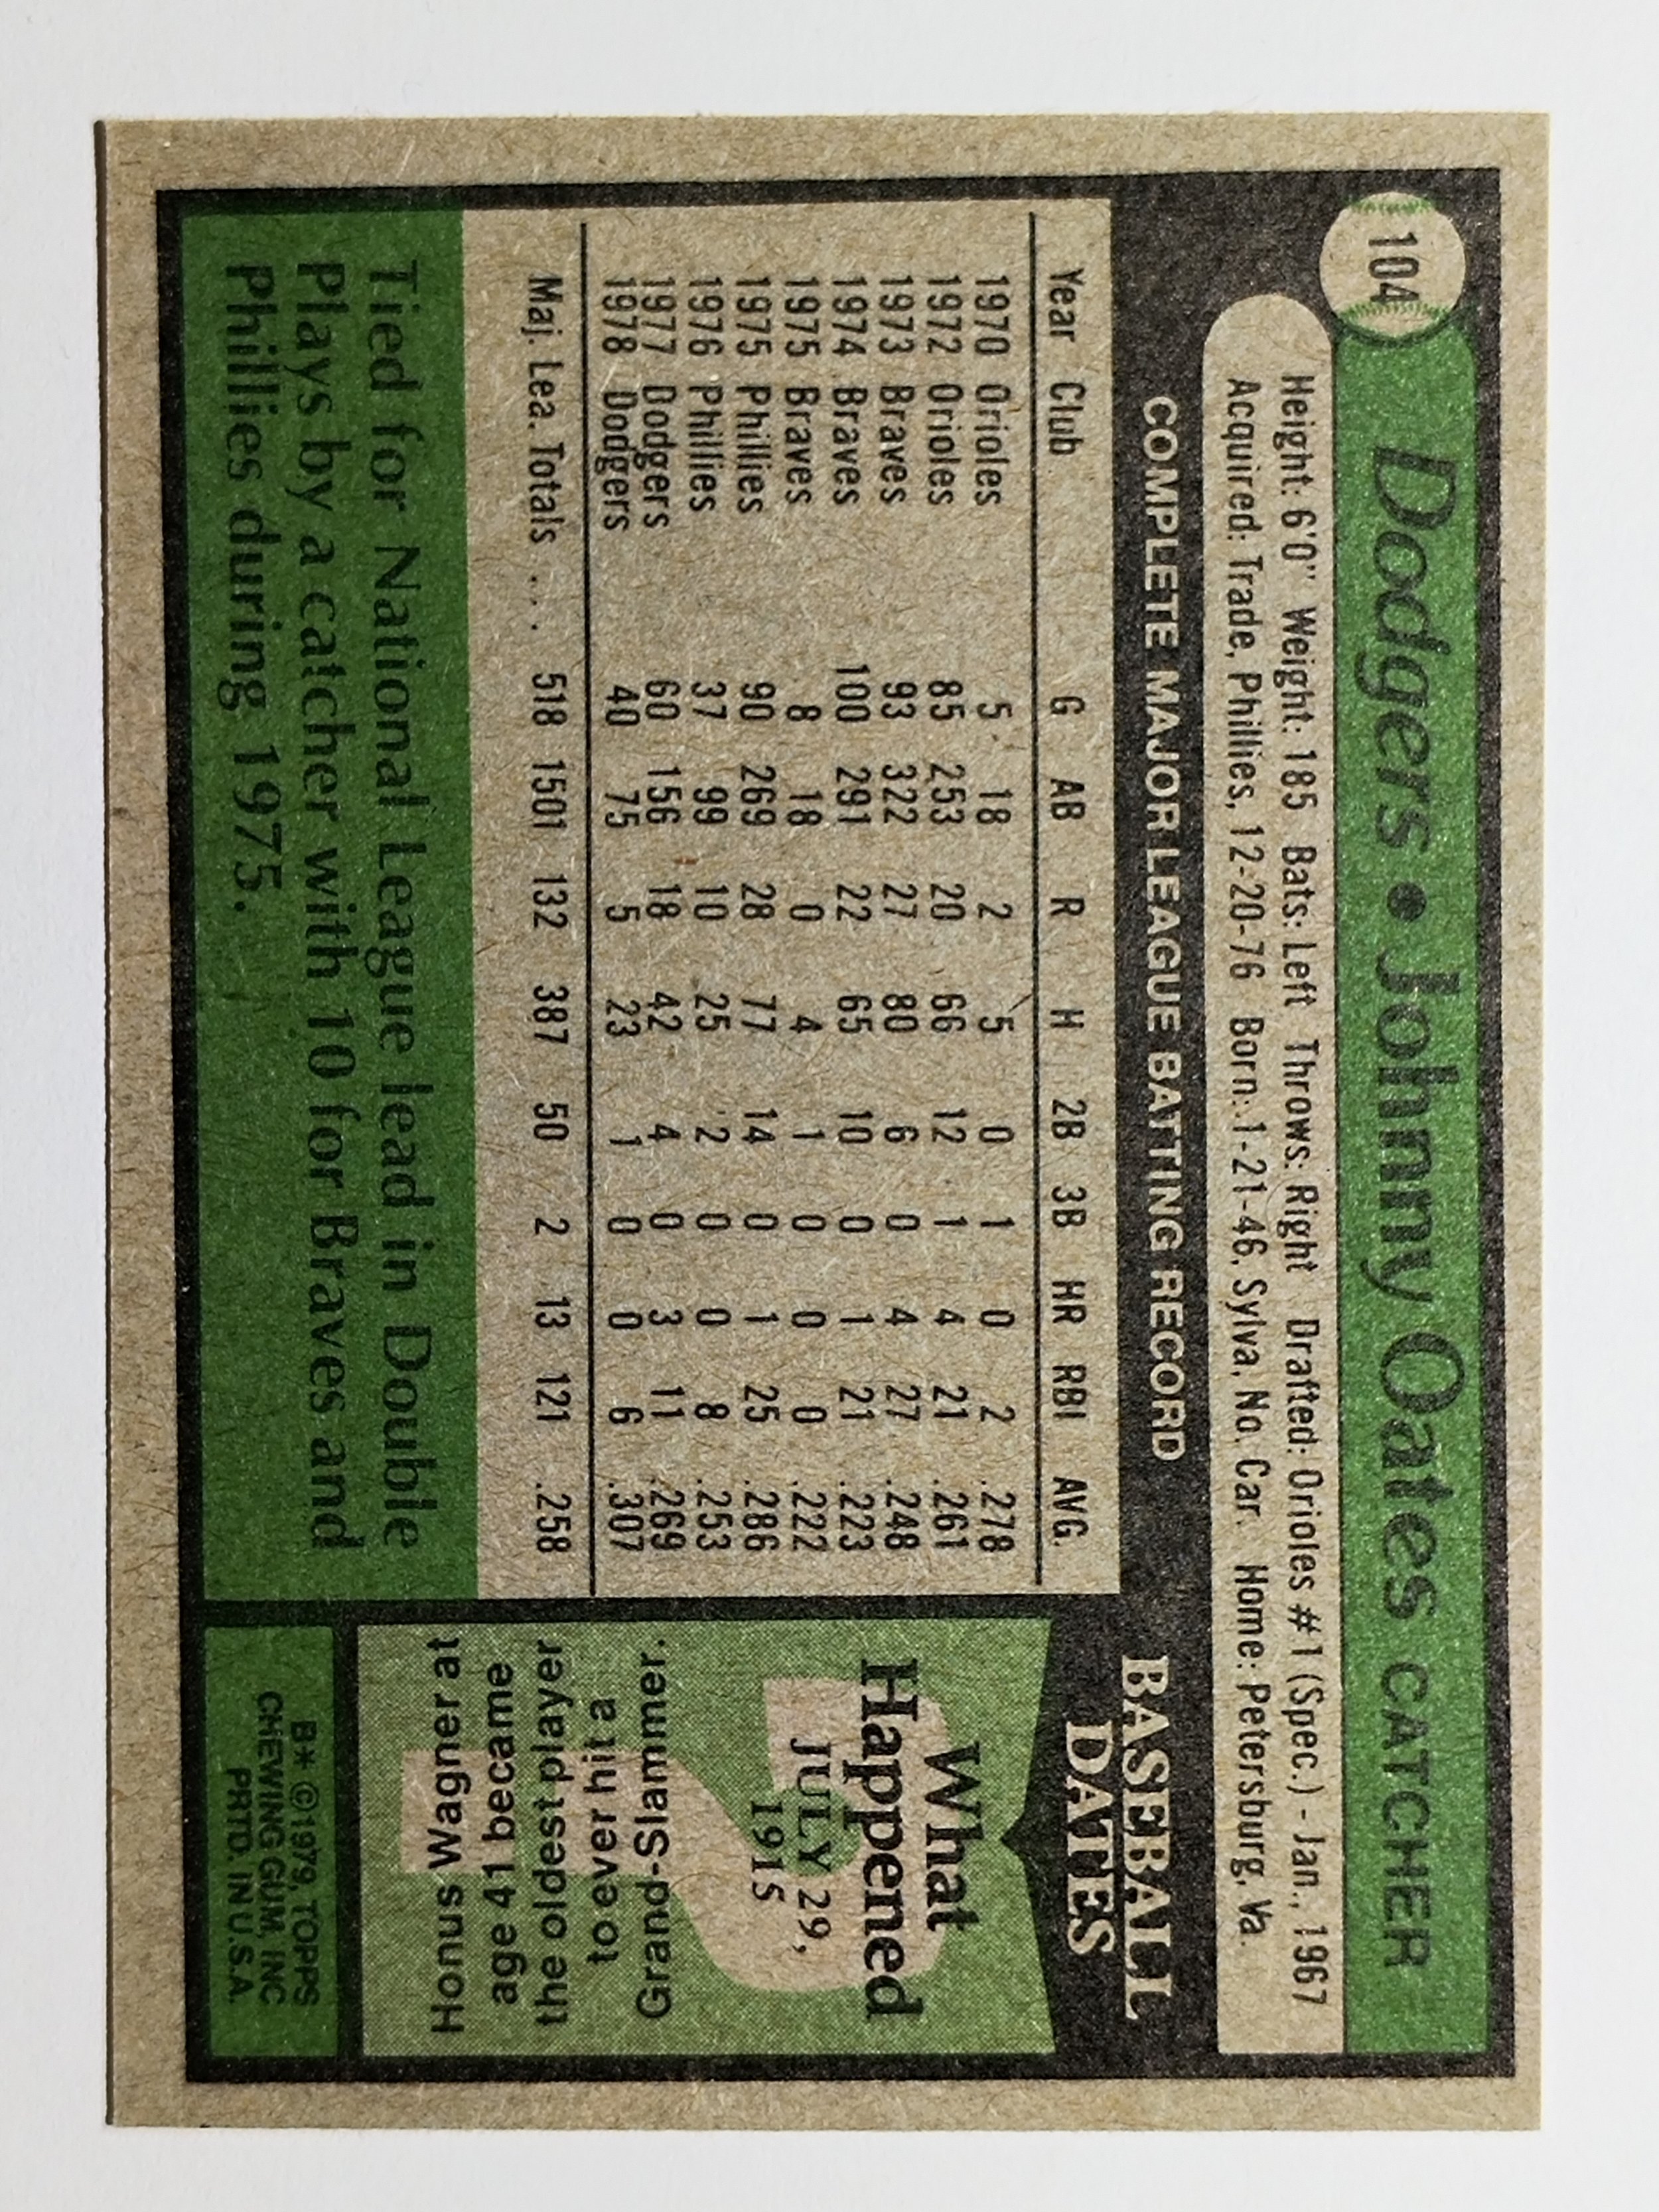 104
Dodgers • Johnny Oates CATCHER
Height: 6'0" Weight: 185 Bats: Left Throws: Right Drafted: Orioles #1 (Spec.) - Jan., 1967
Acquired: Trade, Phillies, 12-20-76 Born: 1-21-46, Sylva, No. Car. Home: Petersburg, Va.
COMPLETE MAJOR LEAGUE BATTING RECORD
Year Club G AB R H 2B 3B HR RBI AVG.
1970 Orioles 5 18 2 5 0 1 0 2 .278
1972 Orioles 85 253 20 66 12 1 4 21 .261
1973 Braves 93 322 27 80 6 0 4 27 .248
1974 Braves 100 291 22 65 10 0 1 21 .223
1975 Braves 8 18 0 4 1 0 0 0 .222
1975 Phillies 90 269 28 77 14 0 1 25 .286
1976 Phillies 37 99 10 25 2 0 0 8 .253
1977 Dodgers 60 156 18 42 4 0 3 11 .269
1978 Dodgers 40 75 5 23 1 0 0 6 .307
Maj. Lea. Totals .... 518 1501 132 387 50 2 13 121 .258
Tied for National League lead in Double
Plays by a catcher with 10 for Braves and
Phillies during 1975.
BASEBALL
DATES
What
Happened
JULY 29,
1915
Grand-Slammer.
to ever hit a
the oldest player
age 41 became
Honus Wagner at
B* ©1979, TOPPS
CHEWING GUM, INC
PRTD. IN U.S.A.